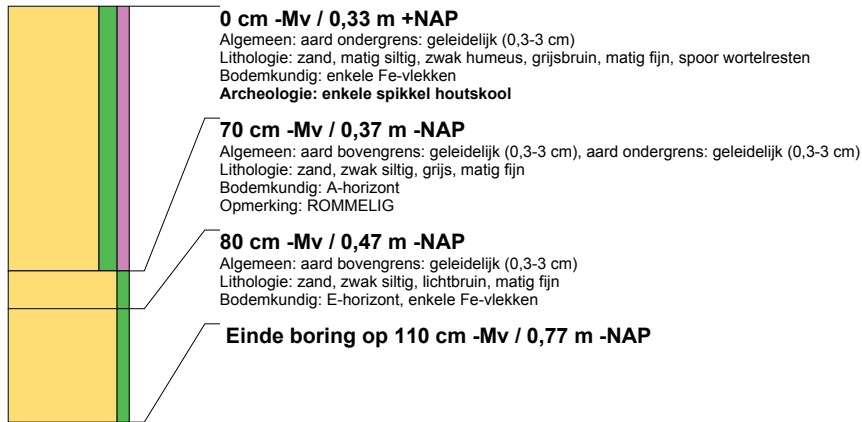 0 cm -Mv / 0,33 m +NAP
Algemeen: aard ondergrens: geleidelijk (0,3-3 cm)
Lithologie: zand, matig siltig, zwak humeus, grijsbruin, matig fijn, spoor wortelresten
Bodemkundig: enkele Fe-vlekken
Archeologie: enkele spikkel houtskool
70 cm -Mv / 0,37 m -NAP
Algemeen: aard bovengrens: geleidelijk (0,3-3 cm), aard ondergrens: geleidelijk (0,3-3 cm)
Lithologie: zand, zwak siltig, grijs, matig fijn
Bodemkundig: A-horizont
Opmerking: ROMMELIG
80 cm -Mv / 0,47 m -NAP
Algemeen: aard bovengrens: geleidelijk (0,3-3 cm)
Lithologie: zand, zwak siltig, lichtbruin, matig fijn
Bodemkundig: E-horizont, enkele Fe-vlekken
Einde boring op 110 cm -Mv / 0,77 m -NAP